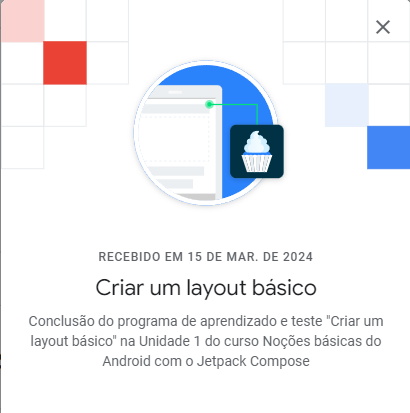 RECEBIDO EM 15 DE MAR. DE 2024
Criar um layout básico
Conclusão do programa de aprendizado e teste "Criar um
layout básico" na Unidade 1 do curso Noções básicas do
Android com o Jetpack Compose